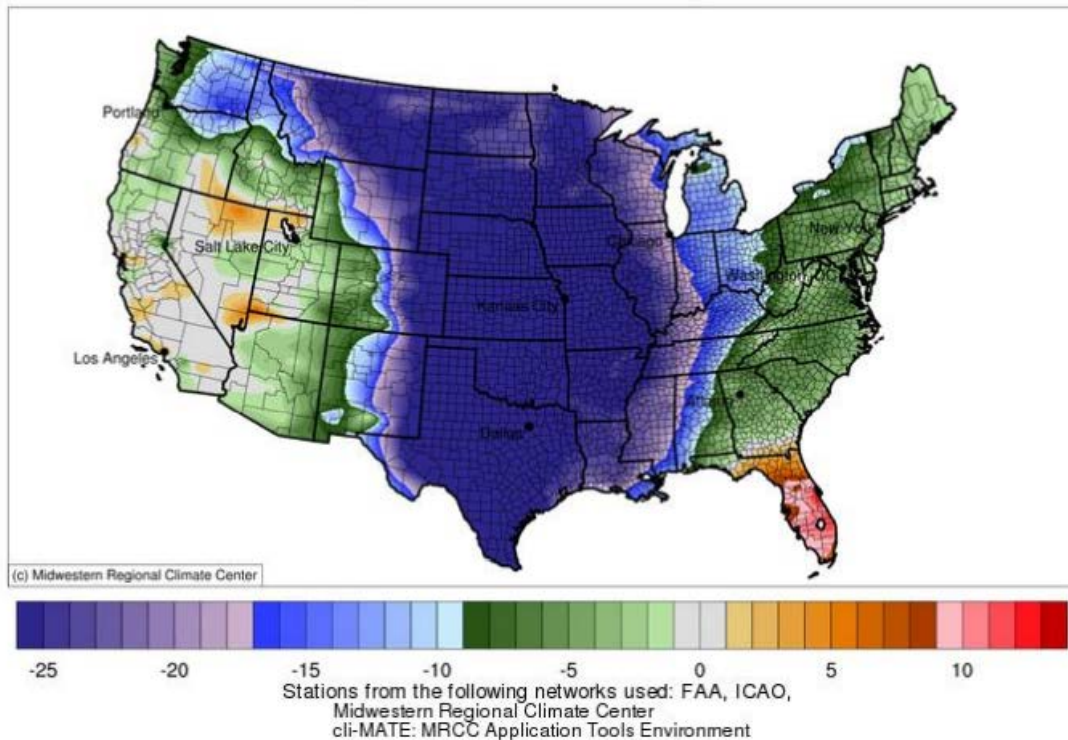 Portland
Salt Lake City
Los Angeles
Chicago
Kansas City
Dallas
Atlanta
New York
Washington, DC
(c) Midwestern Regional Climate Center
-25 -20 -15 -10 -5 0 5 10
Stations from the following networks used: FAA, ICAO,
Midwestern Regional Climate Center
cli-MATE: MRCC Application Tools Environment